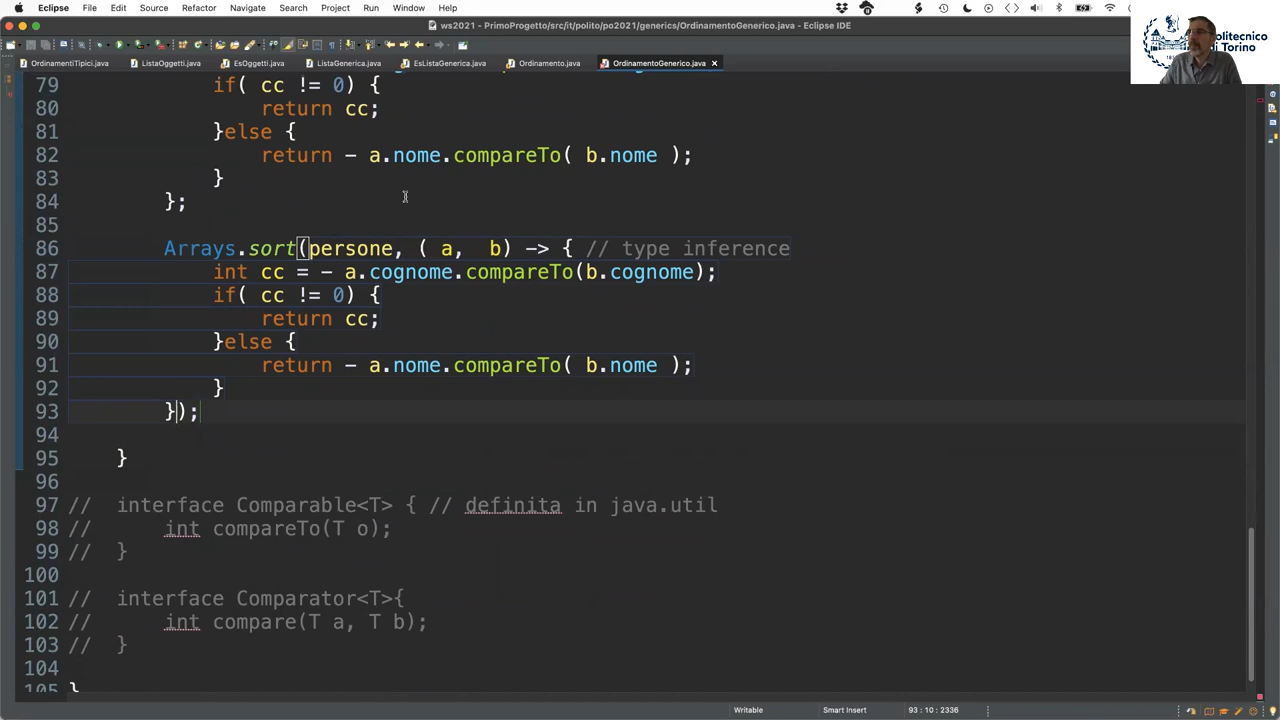 Eclipse File Edit Source Refactor Navigate Search Project Run Window Help
ws2021 - PrimoProgetto/src/it/polito/po2021/generics/OrdinamentoGenerico.java - Eclipse IDE
Politecnico
di Torino
OrdinamentiTipici.java ListaOggetti.java EsOggetti.java ListaGenerica.java EsListaGenerica.java Ordinamento.java OrdinamentoGenerico.java
79 if( cc != 0) {
80 return cc;
81 }else {
82 return - a.nome.compareTo( b.nome );
83 }
84 };
85
86 Arrays.sort(persone, ( a, b) -> { // type inference
87 int cc = - a.cognome.compareTo(b.cognome);
88 if( cc != 0) {
89 return cc;
90 }else {
91 return - a.nome.compareTo( b.nome );
92 }
93 });
94
95 }
96
97 // interface Comparable<T> { // definita in java.util
98 // int compareTo(T o);
99 // }
100
101 // interface Comparator<T>{
102 // int compare(T a, T b);
103 // }
104
105 }
Writable Smart Insert 93 : 10 : 2336